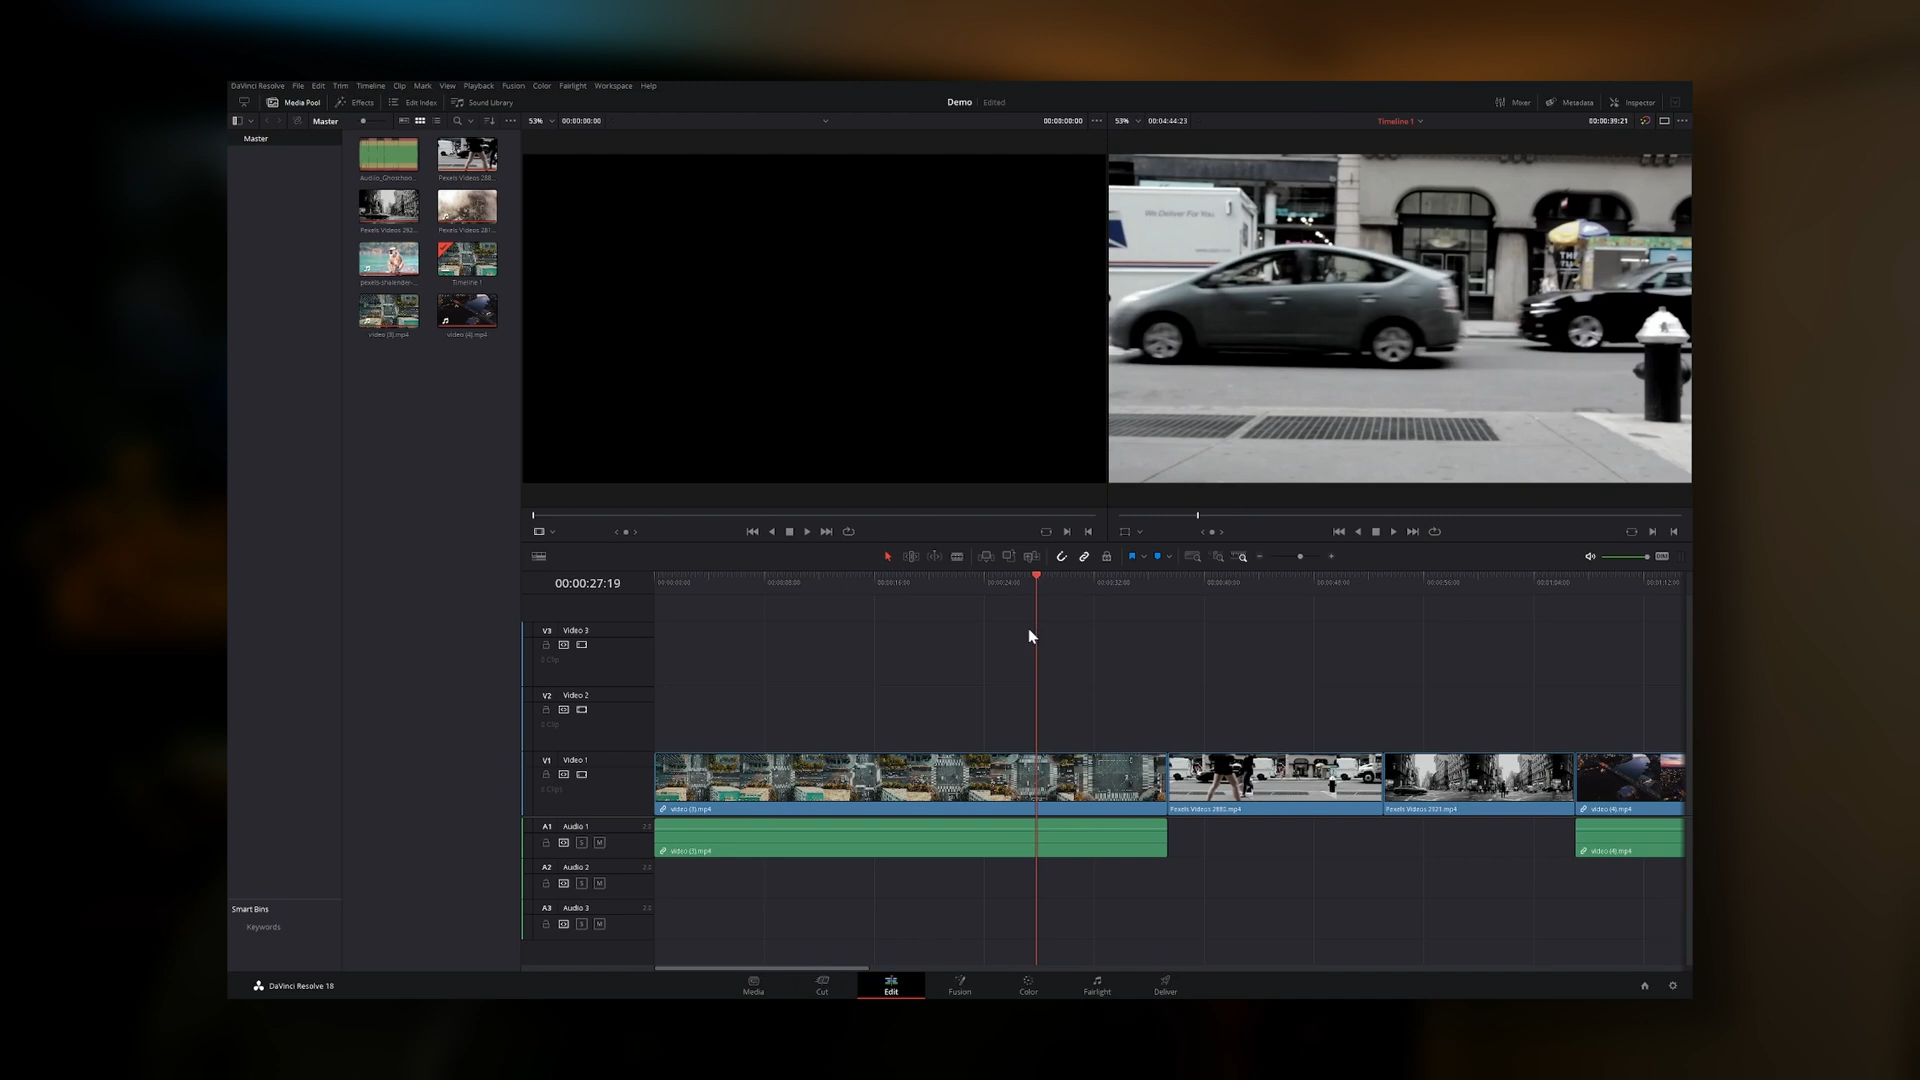 DaVinci Resolve File Edit Trim Timeline Clip Mark View Playback Fusion Color Fairlight Workspace Help
Media Pool Effects Edit Index Sound Library Demo Edited Mixer Metadata Inspector
Master 53% 00:00:00:00 00:00:00:00 53% 00:04:44:23 Timeline 1 00:00:39:21
Master
Pexels Videos 288...
Pexels Videos 292... Pexels Videos 281...
pexels-shalender-... Timeline 1
video (3).mp4 video (4).mp4
We Deliver For You
DIM
00:00:27:19 00:00:00:00 00:00:08:00 00:00:16:00 00:00:24:00 00:00:32:00 00:00:40:00 00:00:48:00 00:00:56:00 00:01:04:00 00:01:12:00
V3 Video 3
0 Clip
V2 Video 2
0 Clip
V1 Video 1
video (3).mp4 Pexels Videos 2880.mp4 Pexels Videos 2921.mp4 video (4).mp4
A1 Audio 1 2.0
S M
video (3).mp4 video (4).mp4
A2 Audio 2 2.0
S M
A3 Audio 3 2.0
S M
Smart Bins
Keywords
DaVinci Resolve 18 Media Cut Edit Fusion Color Fairlight Deliver